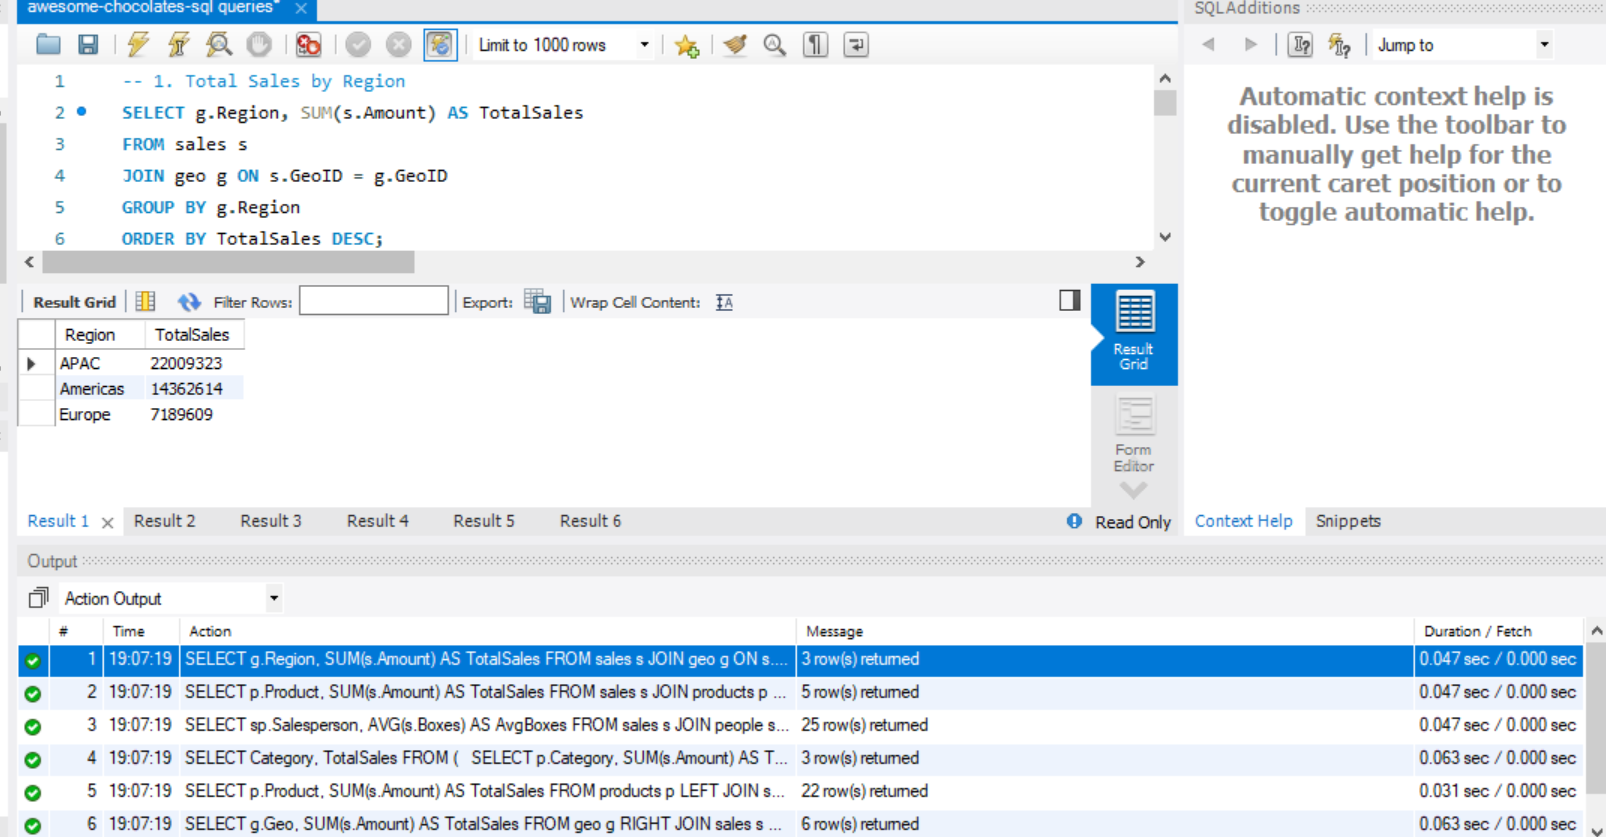 awesome-chocolates-sql queries*
SQLAdditions
Limit to 1000 rows
Jump to
1 -- 1. Total Sales by Region
2 SELECT g.Region, SUM(s.Amount) AS TotalSales
3 FROM sales s
4 JOIN geo g ON s.GeoID = g.GeoID
5 GROUP BY g.Region
6 ORDER BY TotalSales DESC;
Automatic context help is
disabled. Use the toolbar to
manually get help for the
current caret position or to
toggle automatic help.
Result Grid Filter Rows: Export: Wrap Cell Content: IA
Region TotalSales
APAC 22009323
Americas 14362614
Europe 7189609
Result
Grid
Form
Editor
Result 1 Result 2 Result 3 Result 4 Result 5 Result 6 Read Only
Context Help Snippets
Output
Action Output
# Time Action Message Duration / Fetch
1 19:07:19 SELECT g.Region, SUM(s.Amount) AS TotalSales FROM sales s JOIN geo g ON s.... 3 row(s) returned 0.047 sec / 0.000 sec
2 19:07:19 SELECT p.Product, SUM(s.Amount) AS TotalSales FROM sales s JOIN products p ... 5 row(s) returned 0.047 sec / 0.000 sec
3 19:07:19 SELECT sp.Salesperson, AVG(s.Boxes) AS AvgBoxes FROM sales s JOIN people s... 25 row(s) returned 0.047 sec / 0.000 sec
4 19:07:19 SELECT Category, TotalSales FROM ( SELECT p.Category, SUM(s.Amount) AS T... 3 row(s) returned 0.063 sec / 0.000 sec
5 19:07:19 SELECT p.Product, SUM(s.Amount) AS TotalSales FROM products p LEFT JOIN s... 22 row(s) returned 0.031 sec / 0.000 sec
6 19:07:19 SELECT g.Geo, SUM(s.Amount) AS TotalSales FROM geo g RIGHT JOIN sales s ... 6 row(s) returned 0.063 sec / 0.000 sec